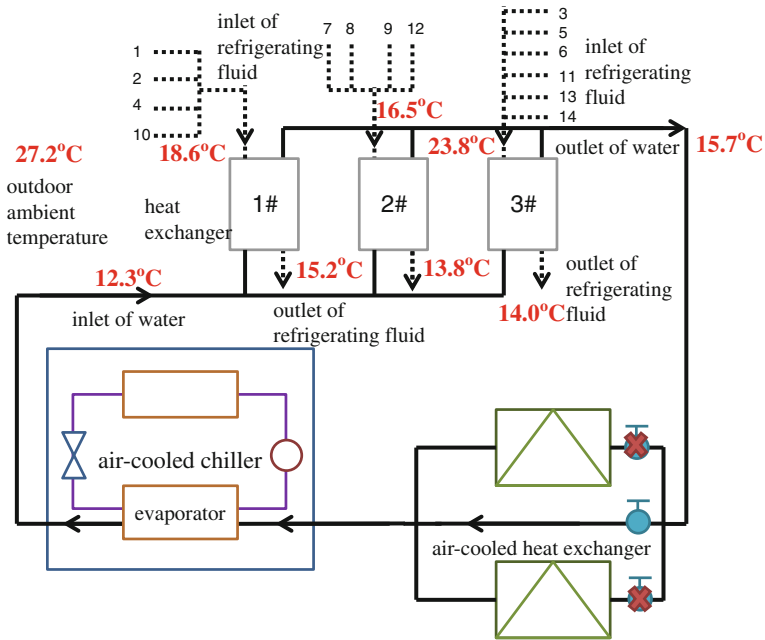 inlet of
refrigerating
fluid
1
2
4
10
7 8 9 12
3
5
6
11
13
14
inlet of
refrigerating
fluid
16.5°C
27.2°C
18.6°C
23.8°C
outlet of water
15.7°C
outdoor
ambient
temperature
heat
exchanger
1#
2#
3#
12.3°C
15.2°C
13.8°C
14.0°C
outlet of
refrigerating
fluid
inlet of water
outlet of
refrigerating fluid
air-cooled chiller
evaporator
air-cooled heat exchanger